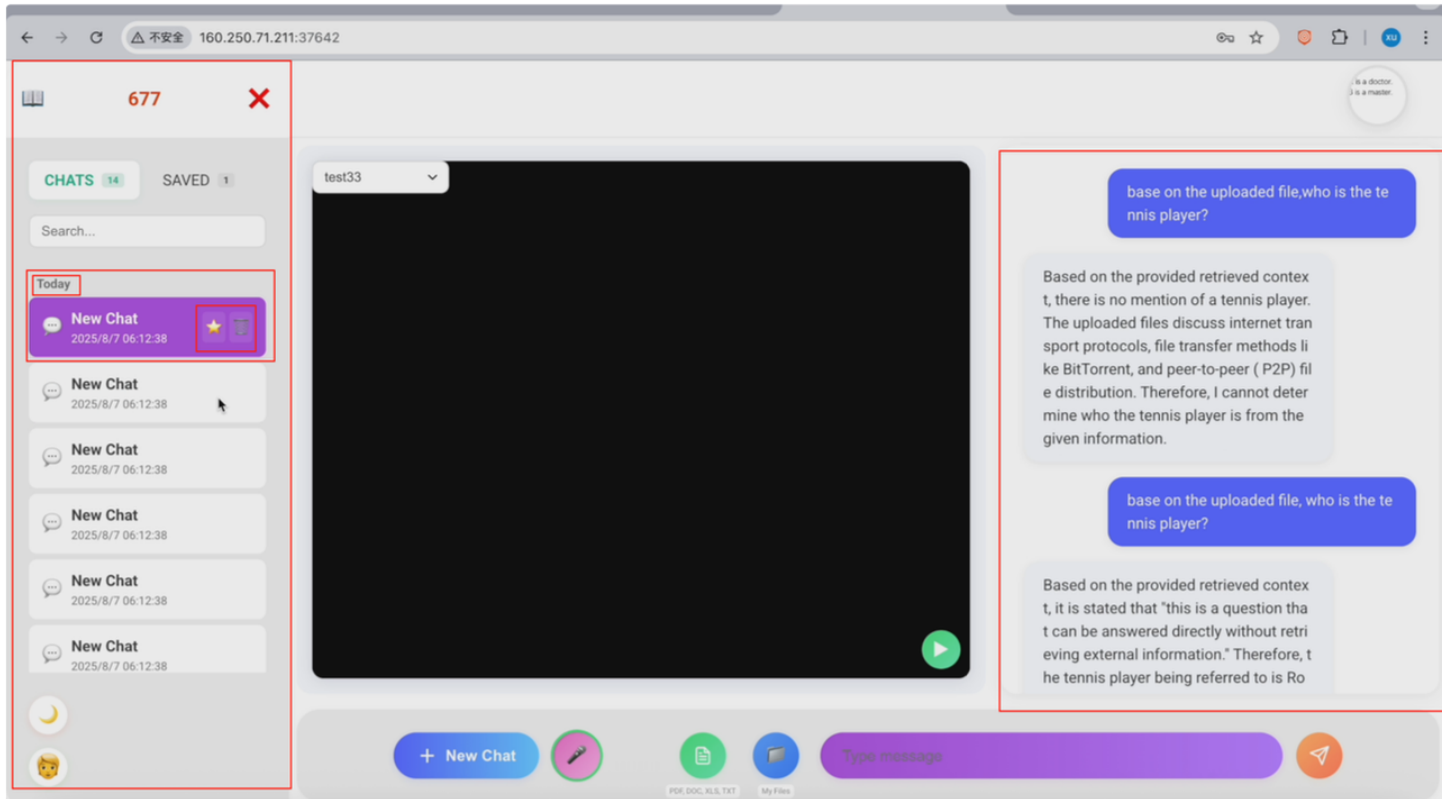 不安全 160.250.71.211:37642
XU
677
is a doctor.
is a master.
CHATS 14 SAVED 1
Search...
Today
New Chat
2025/8/7 06:12:38
New Chat
2025/8/7 06:12:38
New Chat
2025/8/7 06:12:38
New Chat
2025/8/7 06:12:38
New Chat
2025/8/7 06:12:38
New Chat
2025/8/7 06:12:38
test33
base on the uploaded file,who is the te
nnis player?
Based on the provided retrieved contex
t, there is no mention of a tennis player.
The uploaded files discuss internet tran
sport protocols, file transfer methods li
ke BitTorrent, and peer-to-peer ( P2P) fil
e distribution. Therefore, I cannot deter
mine who the tennis player is from the
given information.
base on the uploaded file, who is the te
nnis player?
Based on the provided retrieved contex
t, it is stated that "this is a question tha
t can be answered directly without retri
eving external information." Therefore, t
he tennis player being referred to is Ro
+ New Chat
PDF, DOC, XLS, TXT
My Files
Type message